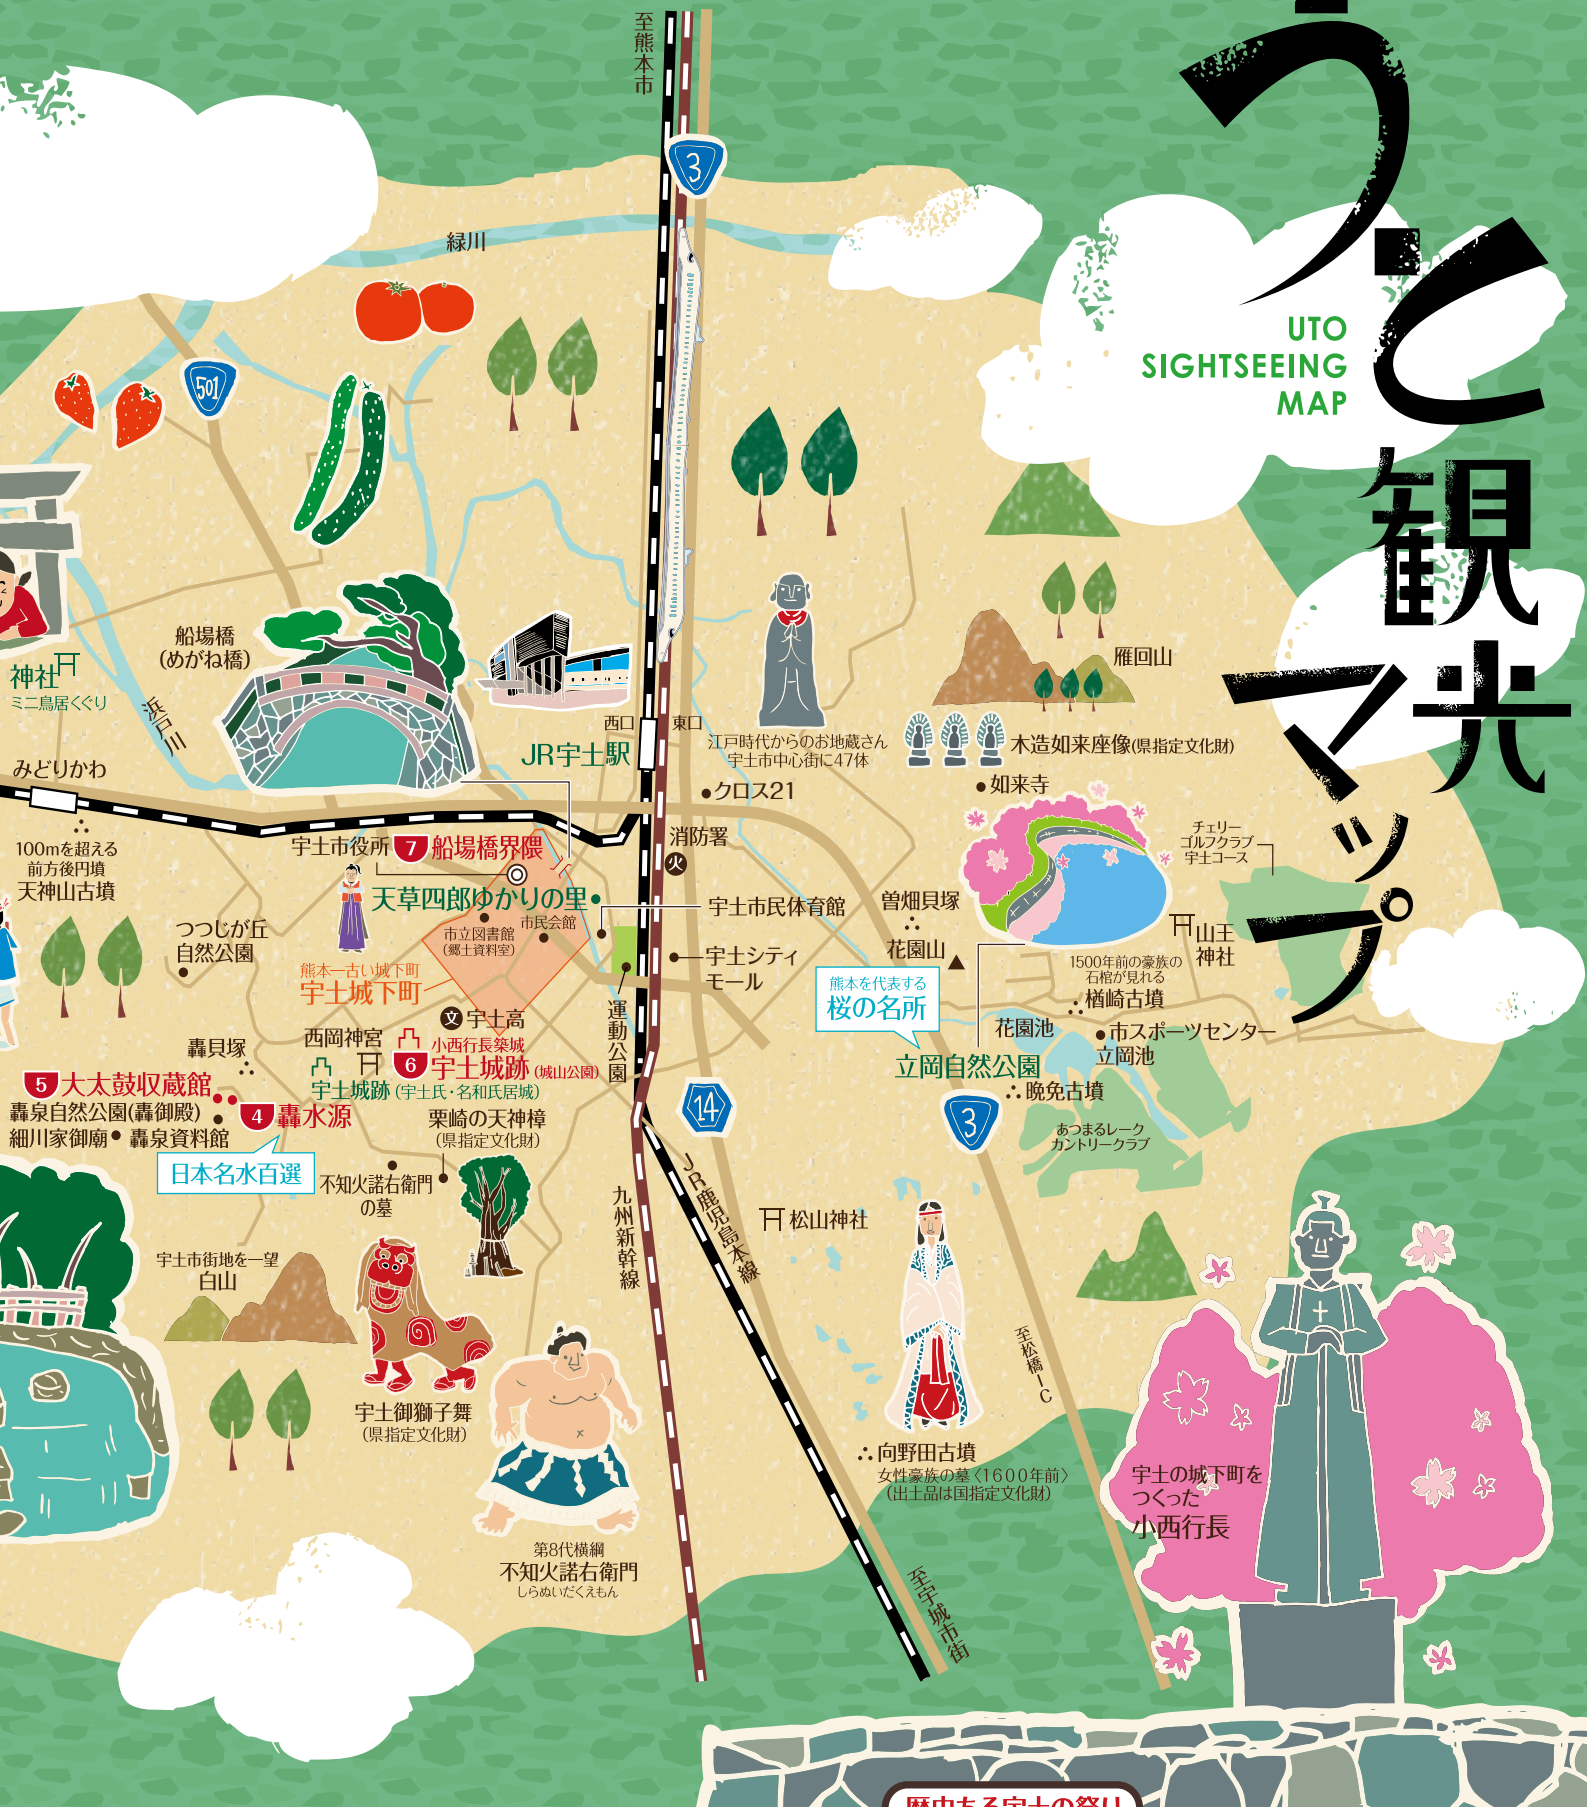 うと
観光
マップ
UTO
SIGHTSEEING
MAP
至熊本市
3
緑川
501
船場橋
(めがね橋)
神社
ミニ鳥居くぐり
浜戸川
みどりかわ
西口
東口
JR宇土駅
江戸時代からのお地蔵さん
宇土市中心街に47体
雁回山
木造如来座像(県指定文化財)
如来寺
クロス21
消防署
火
チェリー
ゴルフクラブ
宇土コース
100mを超える
前方後円墳
天神山古墳
宇土市役所
7 船場橋界隈
天草四郎ゆかりの里
市立図書館
(郷土資料室)
市民会館
宇土市民体育館
宇土シティ
モール
つつじが丘
自然公園
熊本一古い城下町
宇土城下町
文 宇土高
運動公園
曽畑貝塚
花園山
熊本を代表する
桜の名所
立岡自然公園
山王
神社
1500年前の豪族の
石棺が見れる
楢崎古墳
花園池
市スポーツセンター
立岡池
晩免古墳
あつまるレーク
カントリークラブ
轟貝塚
西岡神宮
小西行長築城
6 宇土城跡(城山公園)
宇土城跡(宇土氏・名和氏居城)
5 大太鼓収蔵館
轟泉自然公園(轟御殿)
細川家御廟
轟泉資料館
4 轟水源
日本名水百選
栗崎の天神樟
(県指定文化財)
不知火諾右衛門
の墓
14
3
九州新幹線
JR鹿児島本線
松山神社
至松橋IC
宇土市街地を一望
白山
宇土御獅子舞
(県指定文化財)
第8代横綱
不知火諾右衛門
しらぬいだくえもん
向野田古墳
女性豪族の墓〈1600年前〉
(出土品は国指定文化財)
宇土の城下町を
つくった
小西行長
至宇城市街
歴史ある宇土の祭り